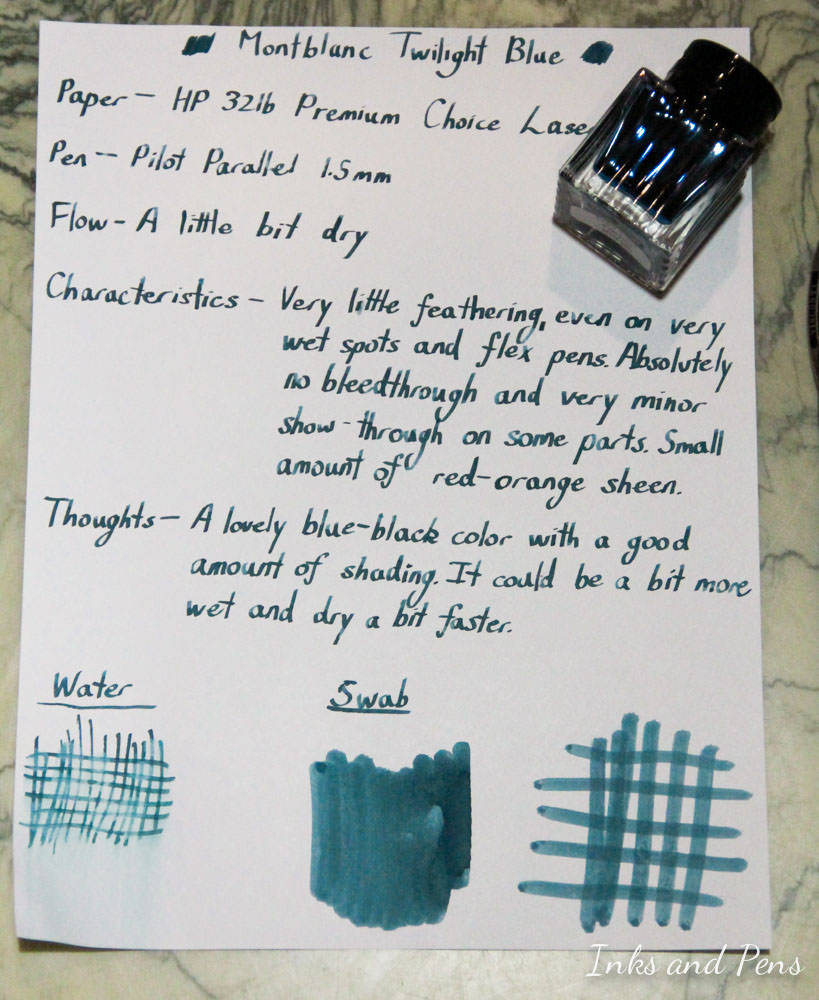 Montblanc Twilight Blue
Paper — HP 32lb Premium Choice Lase
Pen — Pilot Parallel 1.5mm
Flow - A little bit dry
Characteristics — Very little feathering, even on very
wet spots and flex pens. Absolutely
no bleedthrough and very minor
show-through on some parts. Small
amount of red-orange sheen.
Thoughts — A lovely blue-black color with a good
amount of shading. It could be a bit more
wet and dry a bit faster.
Water
Swab
Inks and Pens